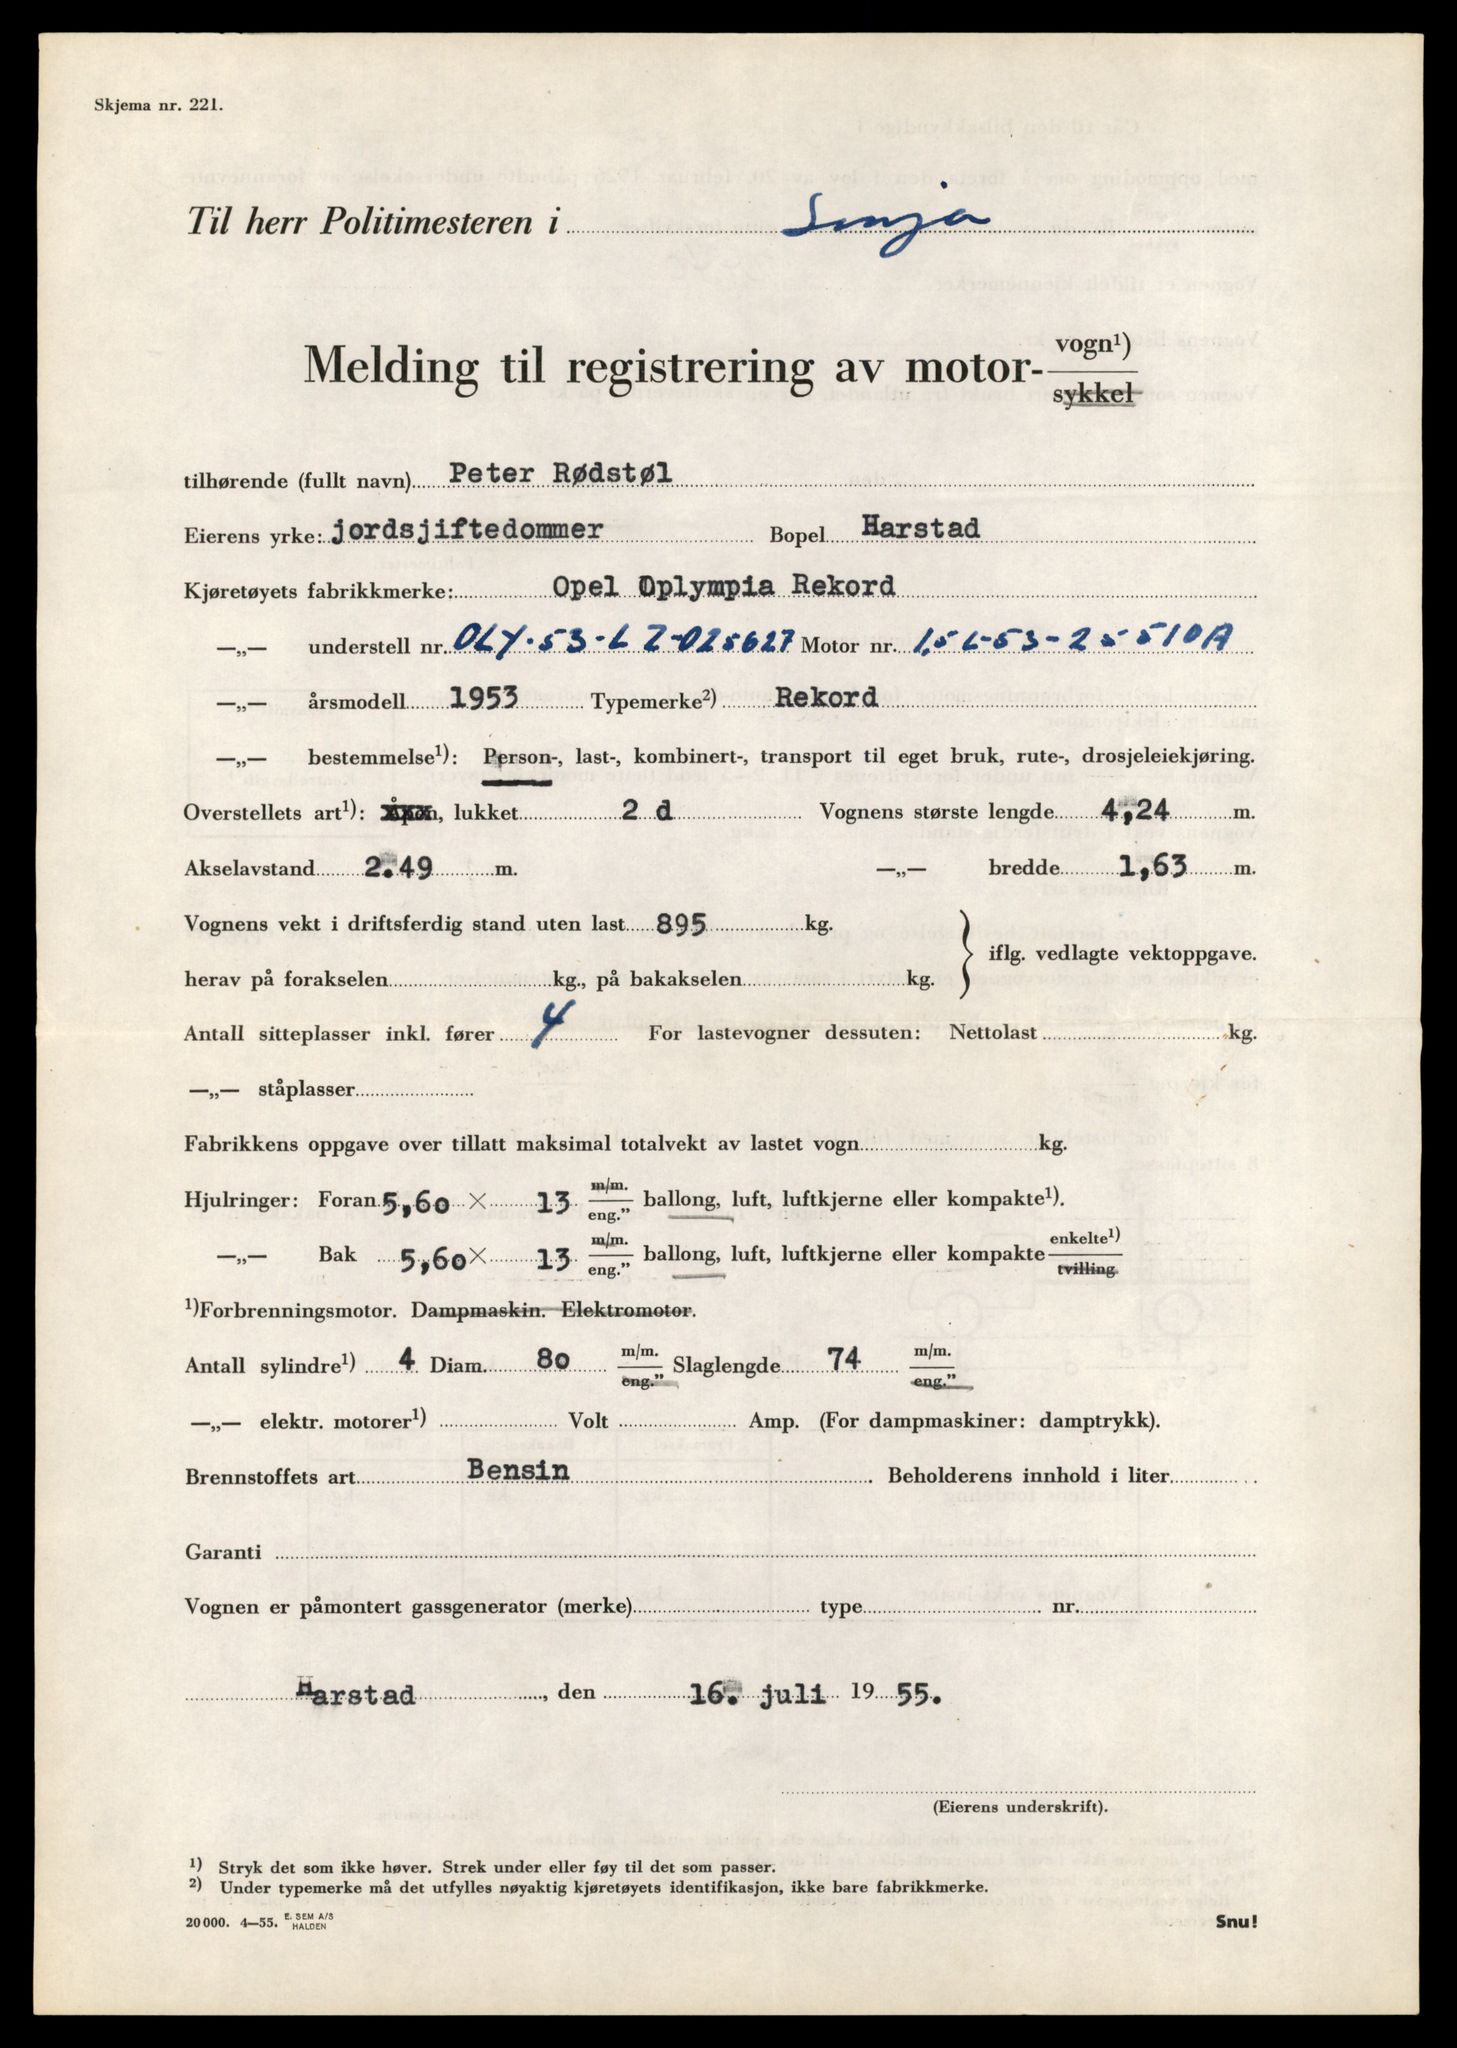 Skjema nr. 221.
Til herr Politimesteren i Senja
Melding til registrering av motor- vogn¹)
sykkel
tilhørende (fullt navn) Peter Rødstøl
Eierens yrke: jordsjiftedommer Bopel Harstad
Kjøretøyets fabrikkmerke: Opel Oplympia Rekord
—„— understell nr. OLY-53-LZ-025627 Motor nr. 1,5L-53-25510A
—„— årsmodell 1953 Typemerke²) Rekord
—„— bestemmelse¹): Person-, last-, kombinert-, transport til eget bruk, rute-, drosjeleiekjøring.
Overstellets art¹): Åpen, lukket 2 d Vognens største lengde 4,24 m.
Akselavstand 2.49 m. —„— bredde 1,63 m.
Vognens vekt i driftsferdig stand uten last 895 kg.
iflg. vedlagte vektoppgave.
herav på forakselen kg., på bakakselen kg.
Antall sitteplasser inkl. fører 4 For lastevogner dessuten: Nettolast kg.
—„— ståplasser
Fabrikkens oppgave over tillatt maksimal totalvekt av lastet vogn kg.
Hjulringer: Foran 5,60 × 13 m/m. eng." ballong, luft, luftkjerne eller kompakte¹).
—„— Bak 5,60 × 13 m/m. eng." ballong, luft, luftkjerne eller kompakte enkelte¹) tvilling
¹)Forbrenningsmotor. Dampmaskin. Elektromotor.
Antall sylindre¹) 4 Diam. 80 m/m. eng." Slaglengde 74 m/m. eng."
—„— elektr. motorer¹) Volt Amp. (For dampmaskiner: damptrykk).
Brennstoffets art Bensin. Beholderens innhold i liter
Garanti
Vognen er påmontert gassgenerator (merke) type nr.
Harstad, den 16. juli 19 55.
(Eierens underskrift).
¹) Stryk det som ikke høver. Strek under eller føy til det som passer.
²) Under typemerke må det utfylles nøyaktig kjøretøyets identifikasjon, ikke bare fabrikkmerke.
20 000. 4—55. E. SEM A/S HALDEN
Snu!